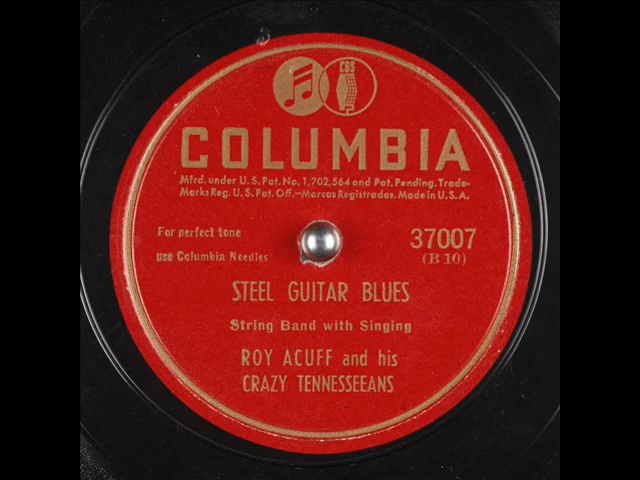 CBS
COLUMBIA
Mfrd. under U.S. Pat. No. 1,702,564 and Pat. Pending. Trade-
Marks Reg. U.S. Pat. Off.—Marcas Registradas. Made in U.S.A.
For perfect tone
use Columbia Needles
37007
(B 10)
STEEL GUITAR BLUES
String Band with Singing
ROY ACUFF and his
CRAZY TENNESSEEANS